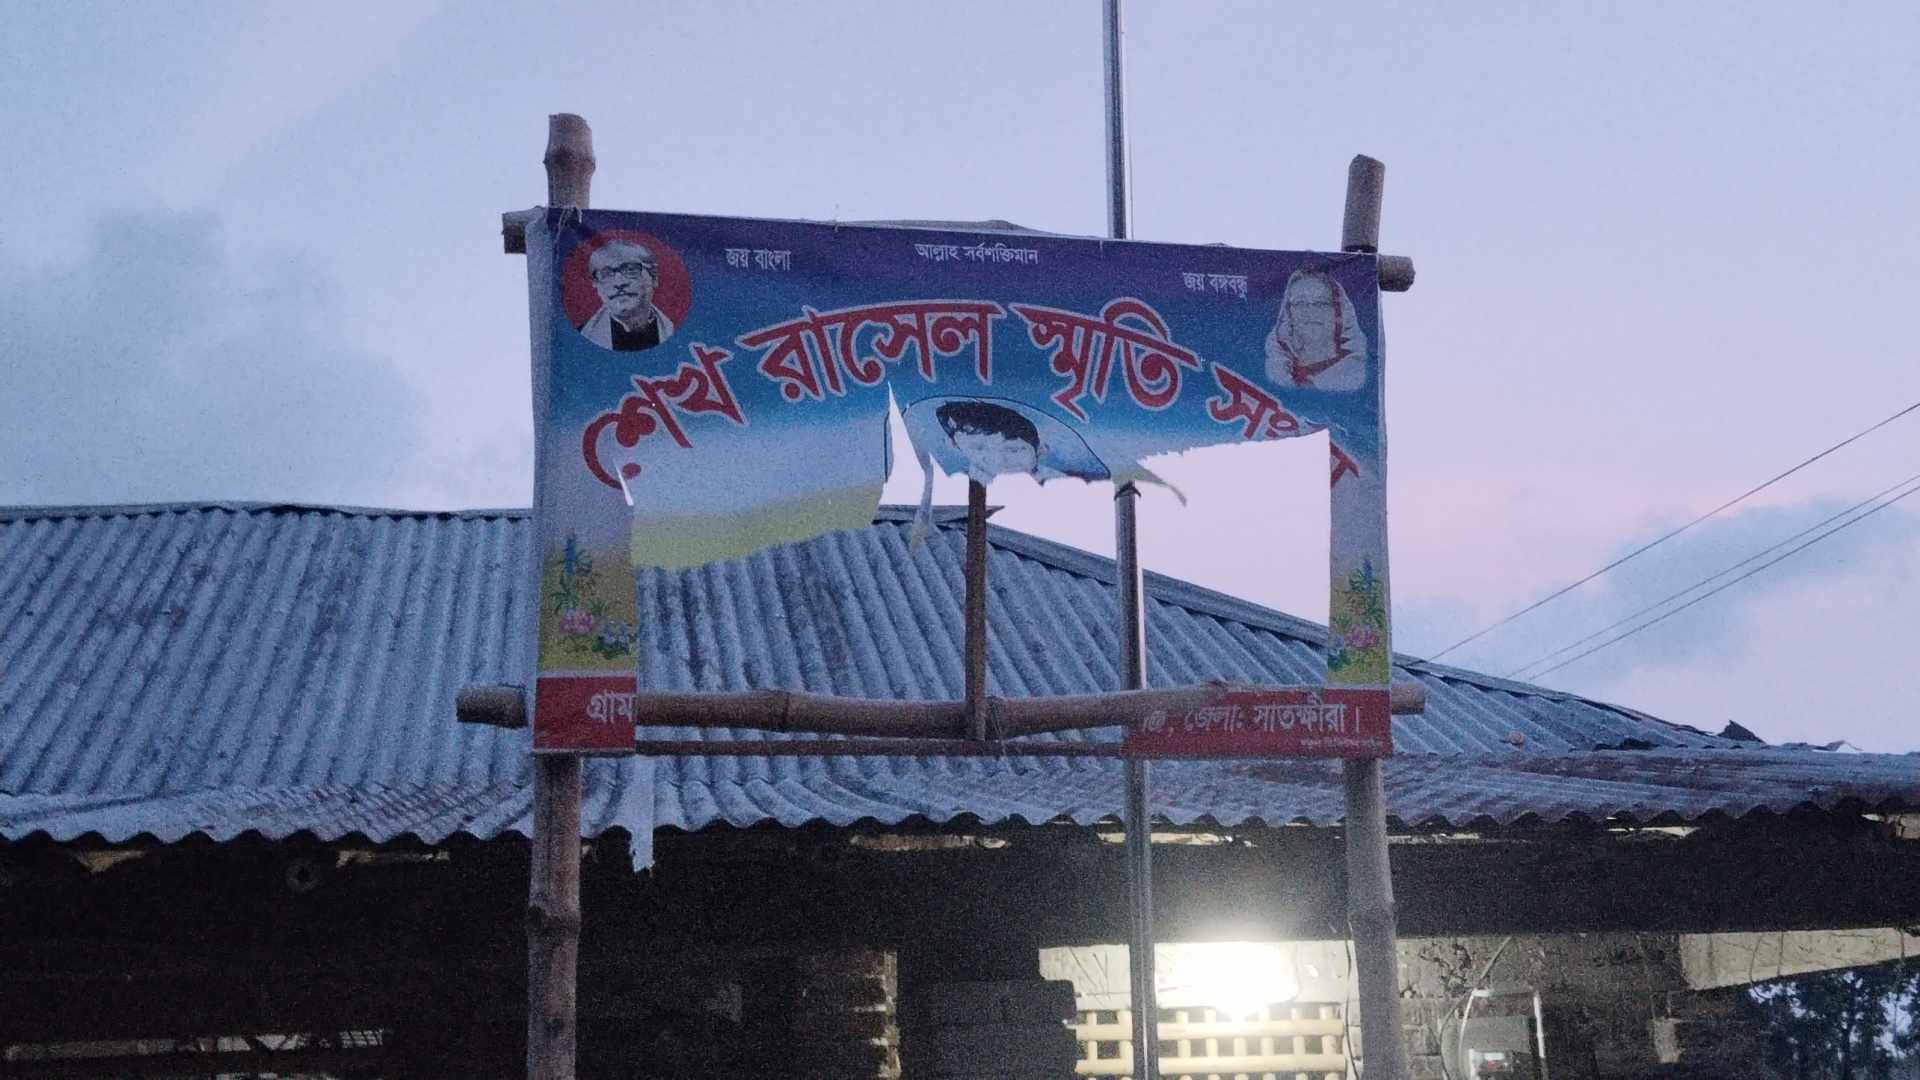 জয় বাংলা
আল্লাহ সর্বশক্তিমান
জয় বঙ্গবন্ধু
শেখ রাসেল স্মৃতি
গ্রাম
জেলা: সাতক্ষীরা।